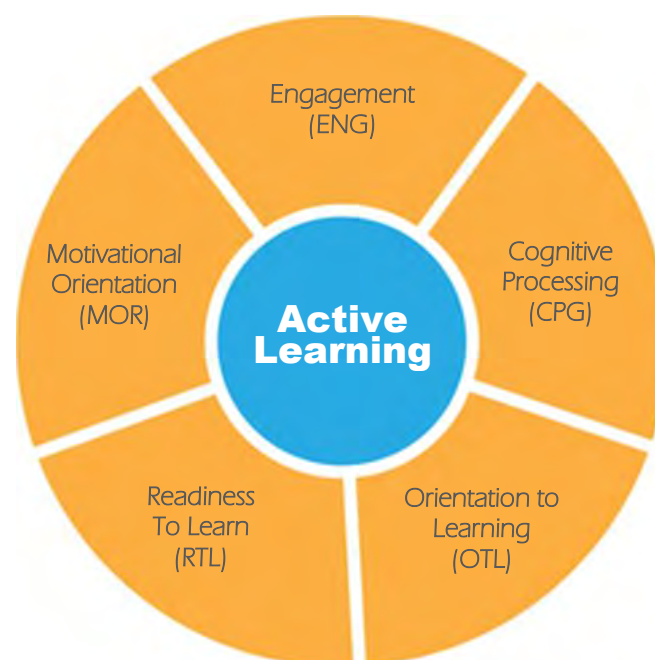 Engagement
(ENG)
Motivational
Orientation
(MOR)
Cognitive
Processing
(CPG)
Active
Learning
Readiness
To Learn
(RTL)
Orientation to
Learning
(OTL)